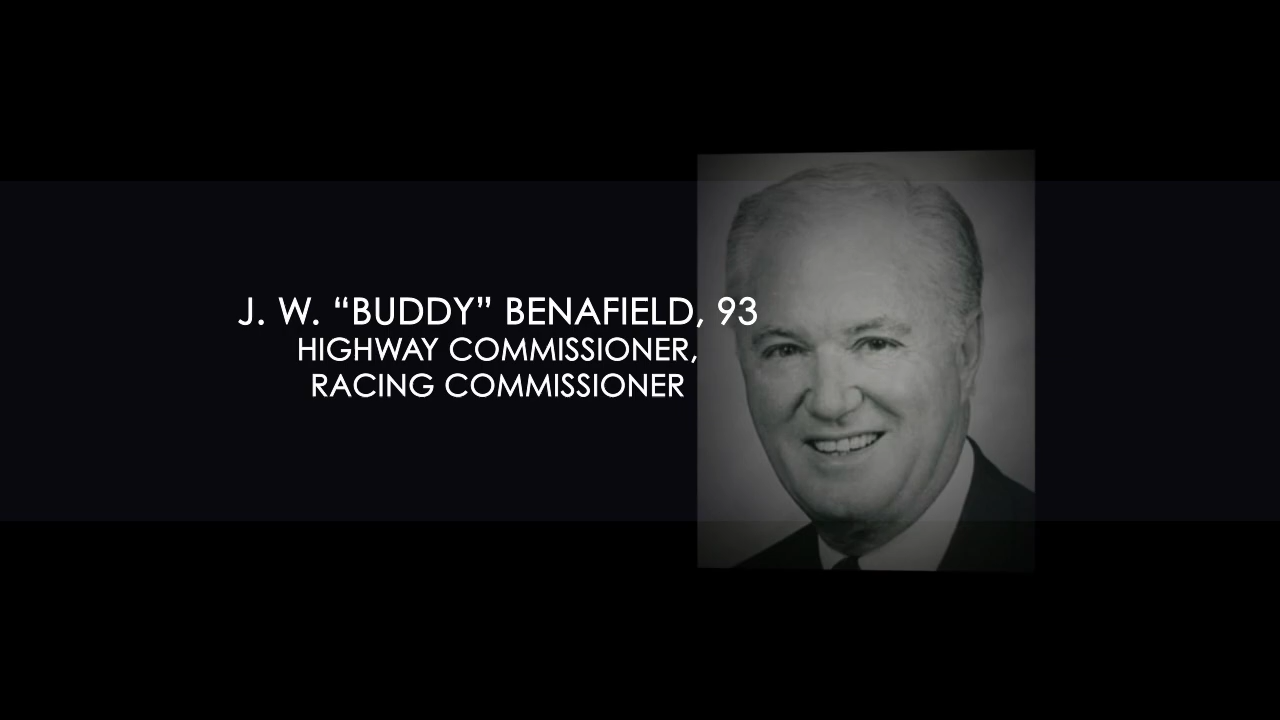 J. W. “BUDDY” BENAFIELD, 93
HIGHWAY COMMISSIONER,
RACING COMMISSIONER